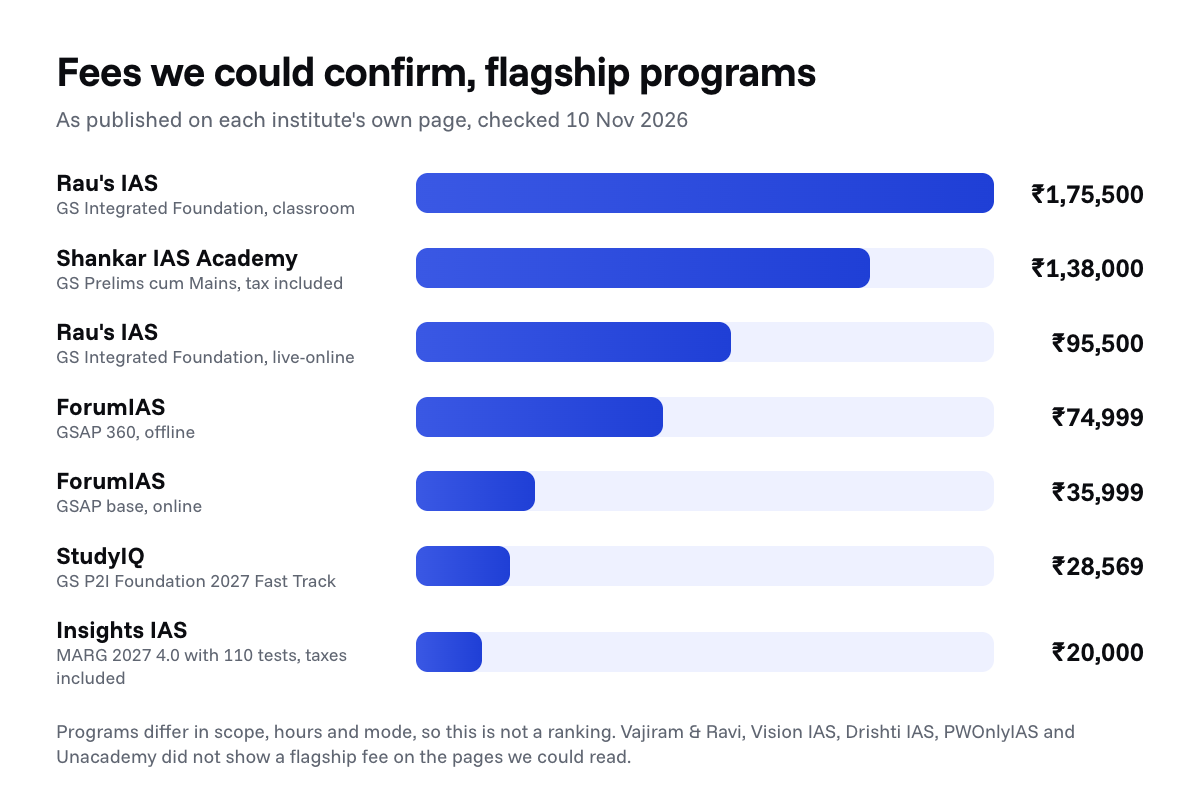 Fees we could confirm, flagship programs
As published on each institute's own page, checked 10 Nov 2026
Rau's IAS
GS Integrated Foundation, classroom
₹1,75,500
Shankar IAS Academy
GS Prelims cum Mains, tax included
₹1,38,000
Rau's IAS
GS Integrated Foundation, live-online
₹95,500
ForumIAS
GSAP 360, offline
₹74,999
ForumIAS
GSAP base, online
₹35,999
StudyIQ
GS P2I Foundation 2027 Fast Track
₹28,569
Insights IAS
MARG 2027 4.0 with 110 tests, taxes
included
₹20,000
Programs differ in scope, hours and mode, so this is not a ranking. Vajiram & Ravi, Vision IAS, Drishti IAS, PWOnlyIAS and
Unacademy did not show a flagship fee on the pages we could read.